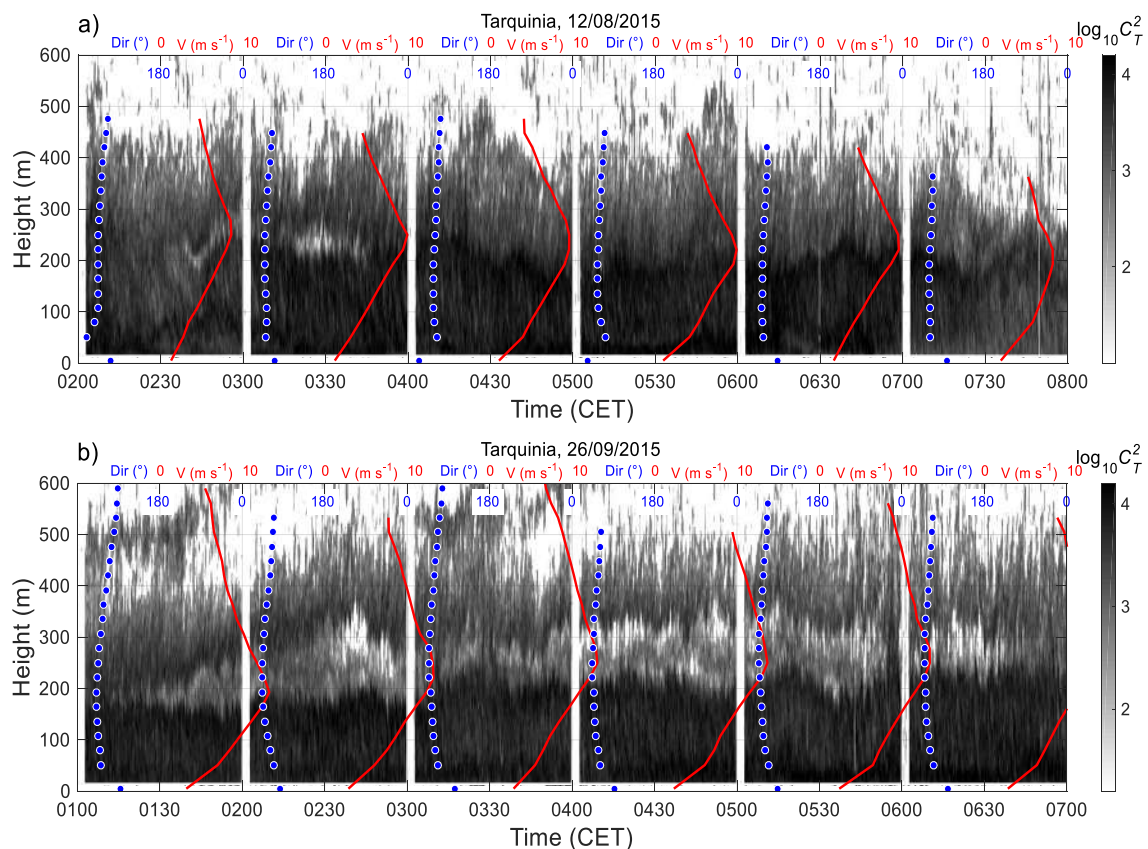 a)
Tarquinia, 12/08/2015
log₁₀ C_T^2
Dir (°) 0 V (m s⁻¹) 10 Dir (°) 0 V (m s⁻¹) 10 Dir (°) 0 V (m s⁻¹) 10 Dir (°) 0 V (m s⁻¹) 10 Dir (°) 0 V (m s⁻¹) 10 Dir (°) 0 V (m s⁻¹) 10
180 0 180 0 180 0 180 0 180 0 180 0
600
500
400
300
200
100
0
Height (m)
4
3
2
0200 0230 0300 0330 0400 0430 0500 0530 0600 0630 0700 0730 0800
Time (CET)
b)
Tarquinia, 26/09/2015
log₁₀ C_T^2
Dir (°) 0 V (m s⁻¹) 10 Dir (°) 0 V (m s⁻¹) 10 Dir (°) 0 V (m s⁻¹) 10 Dir (°) 0 V (m s⁻¹) 10 Dir (°) 0 V (m s⁻¹) 10 Dir (°) 0 V (m s⁻¹) 10
180 0 180 0 180 0 180 0 180 0 180 0
600
500
400
300
200
100
0
Height (m)
4
3
2
0100 0130 0200 0230 0300 0330 0400 0430 0500 0530 0600 0630 0700
Time (CET)